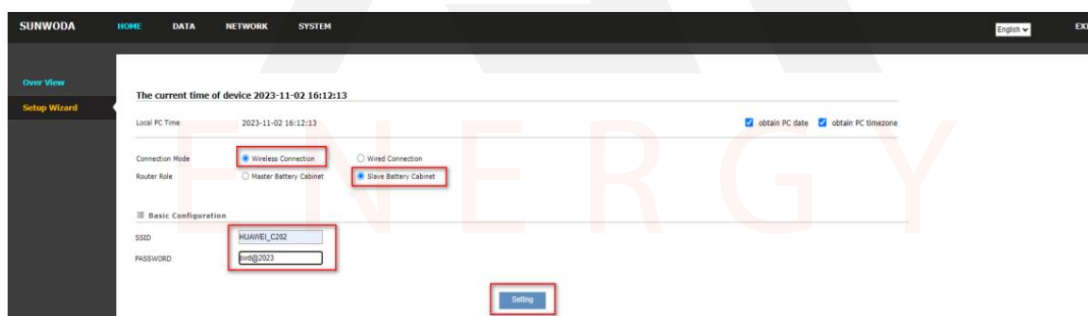 SUNWODA HOME DATA NETWORK SYSTEM English EXI
Over View
Setup Wizard
The current time of device 2023-11-02 16:12:13
Local PC Time 2023-11-02 16:12:13 obtain PC date obtain PC timezone
Connection Mode Wireless Connection Wired Connection
Router Role Master Battery Cabinet Slave Battery Cabinet
ENERGY
Basic Configuration
SSID HUAWEI_C202
PASSWORD swd@2023
Setting